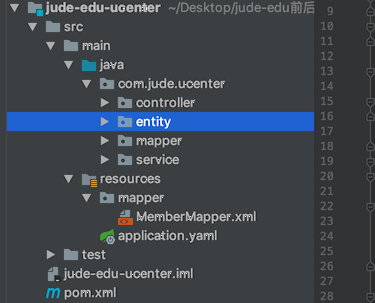 jude-edu-ucenter ~/Desktop/jude-edu前后
src
main
java
com.jude.ucenter
controller
entity
mapper
service
resources
mapper
MemberMapper.xml
application.yaml
test
jude-edu-ucenter.iml
pom.xml
9
10
11
12
13
14
15
16
17
18
19
20
21
22
23
24
25
26
27
28